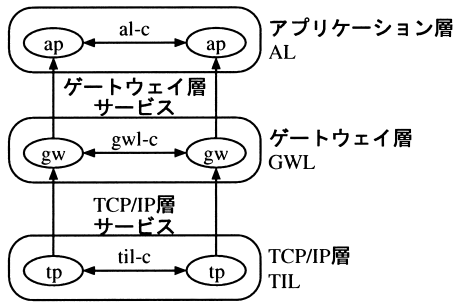 ap al-c ap
アプリケーション層
AL
ゲートウェイ層
サービス
gw gwl-c gw
ゲートウェイ層
GWL
TCP/IP層
サービス
tp til-c tp
TCP/IP層
TIL